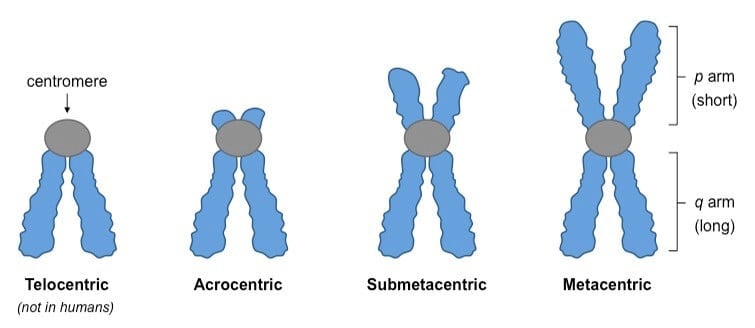 centromere
p arm
(short)
q arm
(long)
Telocentric
(not in humans)
Acrocentric
Submetacentric
Metacentric